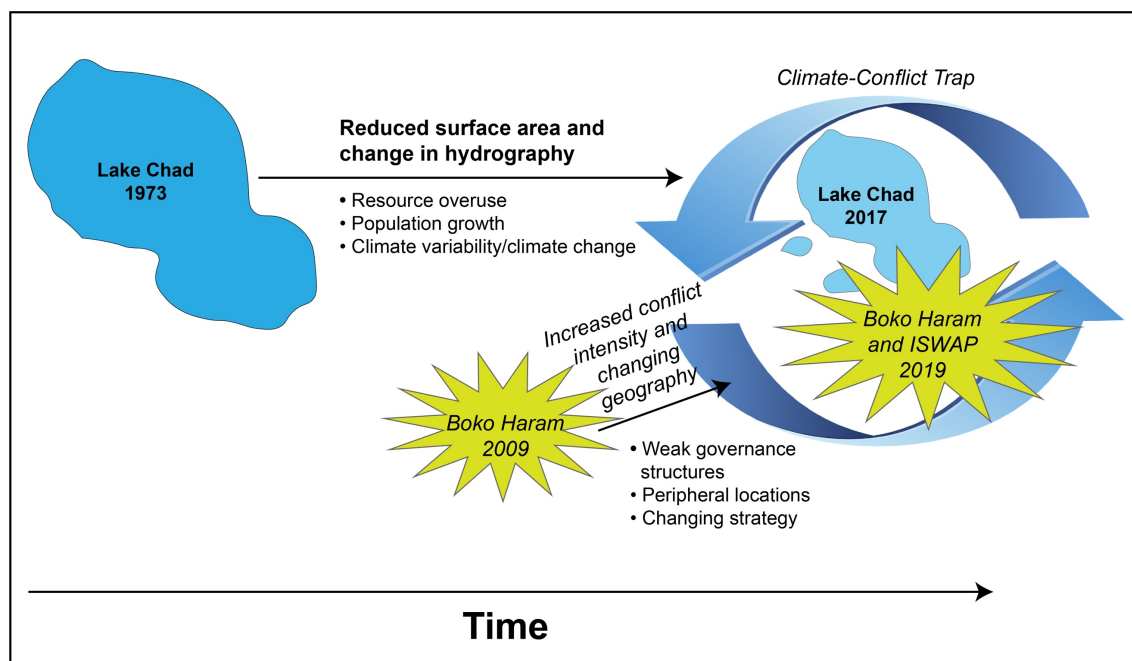 Climate-Conflict Trap
Lake Chad
1973
Reduced surface area and
change in hydrography
• Resource overuse
• Population growth
• Climate variability/climate change
Lake Chad
2017
Increased conflict
intensity and
changing
geography
Boko Haram
and ISWAP
2019
Boko Haram
2009
• Weak governance
structures
• Peripheral locations
• Changing strategy
Time